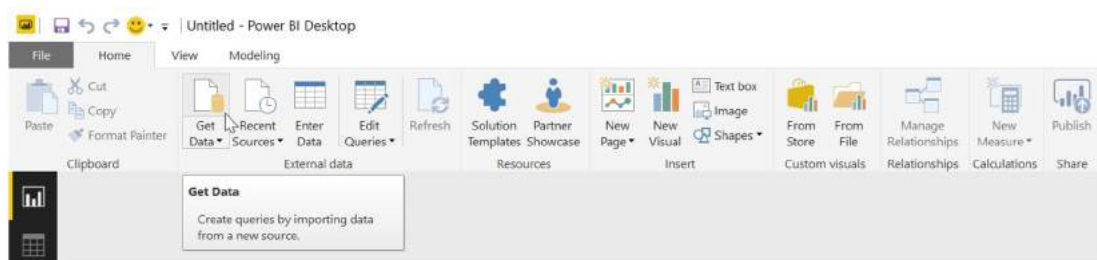 Untitled - Power BI Desktop
File Home View Modeling
Paste
Cut
Copy
Format Painter
Clipboard
Get Data
Recent Sources
Enter Data
Edit Queries
External data
Refresh
Solution Templates
Partner Showcase
Resources
New Page
New Visual
Text box
Image
Shapes
Insert
From Store
From File
Custom visuals
Manage Relationships
Relationships
New Measure
Calculations
Publish
Share
Get Data
Create queries by importing data
from a new source.